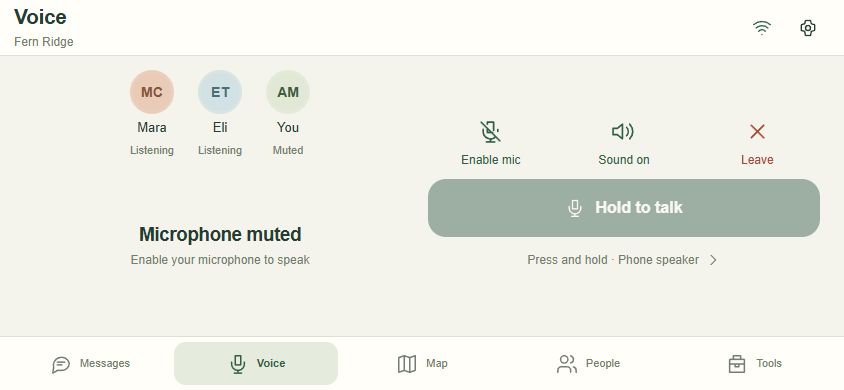 Voice
Fern Ridge
MC ET AM
Mara Eli You
Listening Listening Muted
Microphone muted
Enable your microphone to speak
Enable mic Sound on Leave
Hold to talk
Press and hold · Phone speaker
Messages Voice Map People Tools